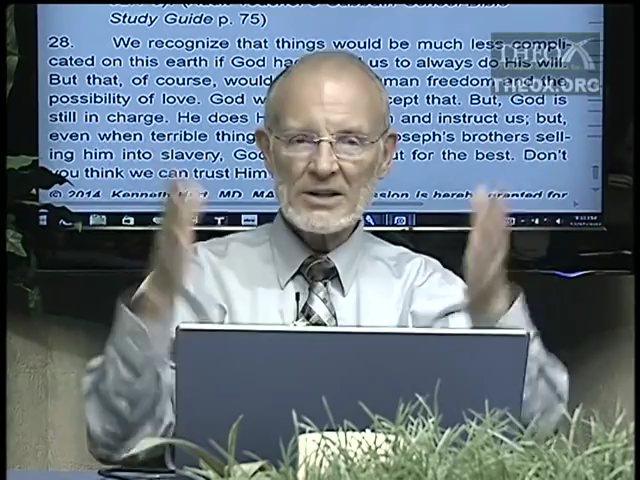 Study Guide p. 75)
28. We recognize that things would be much less compli-
cated on this earth if God ha us to always do His will.
But that, of course, would man freedom and the
possibility of love. God w cept that. But, God is
still in charge. He does H and instruct us; but,
even when terrible thing seph's brothers sell-
ing him into slavery, God ut for the best. Don't
you think we can trust Him
© 2014, Kenneth MD, MA ssion is hereby granted for
THEOX
THEOX.ORG